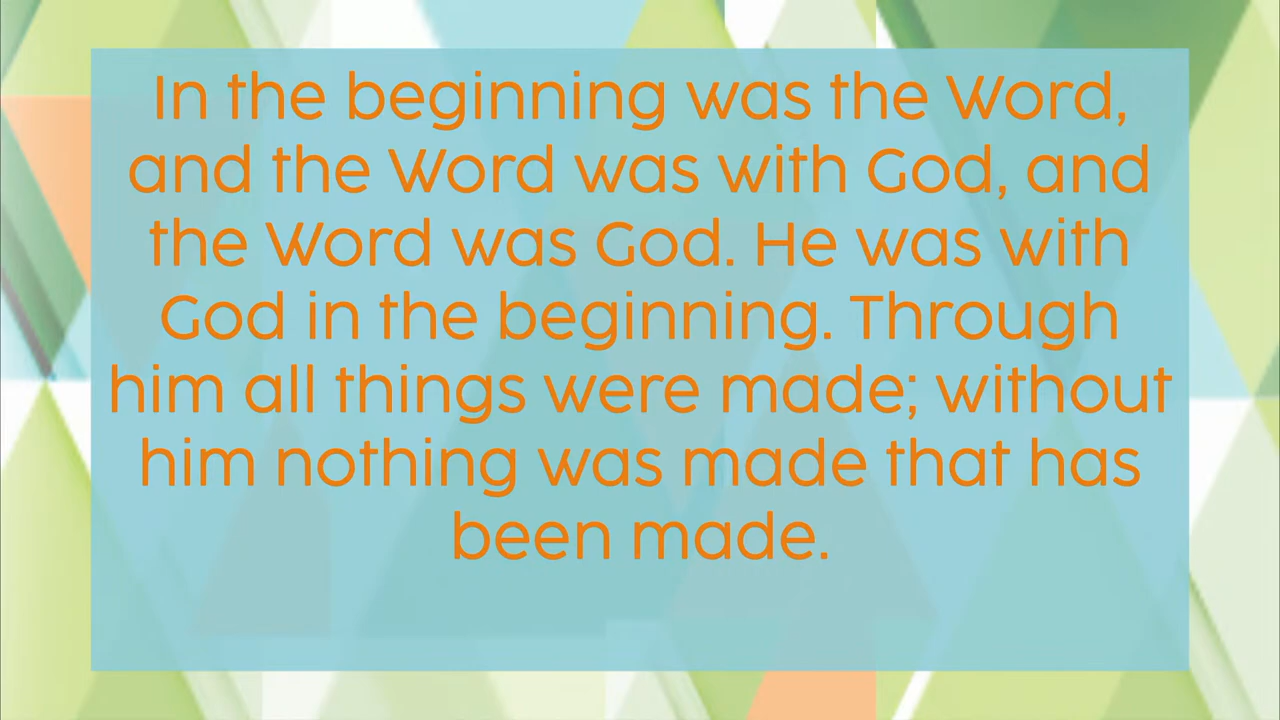 In the beginning was the Word,
and the Word was with God, and
the Word was God. He was with
God in the beginning. Through
him all things were made; without
him nothing was made that has
been made.